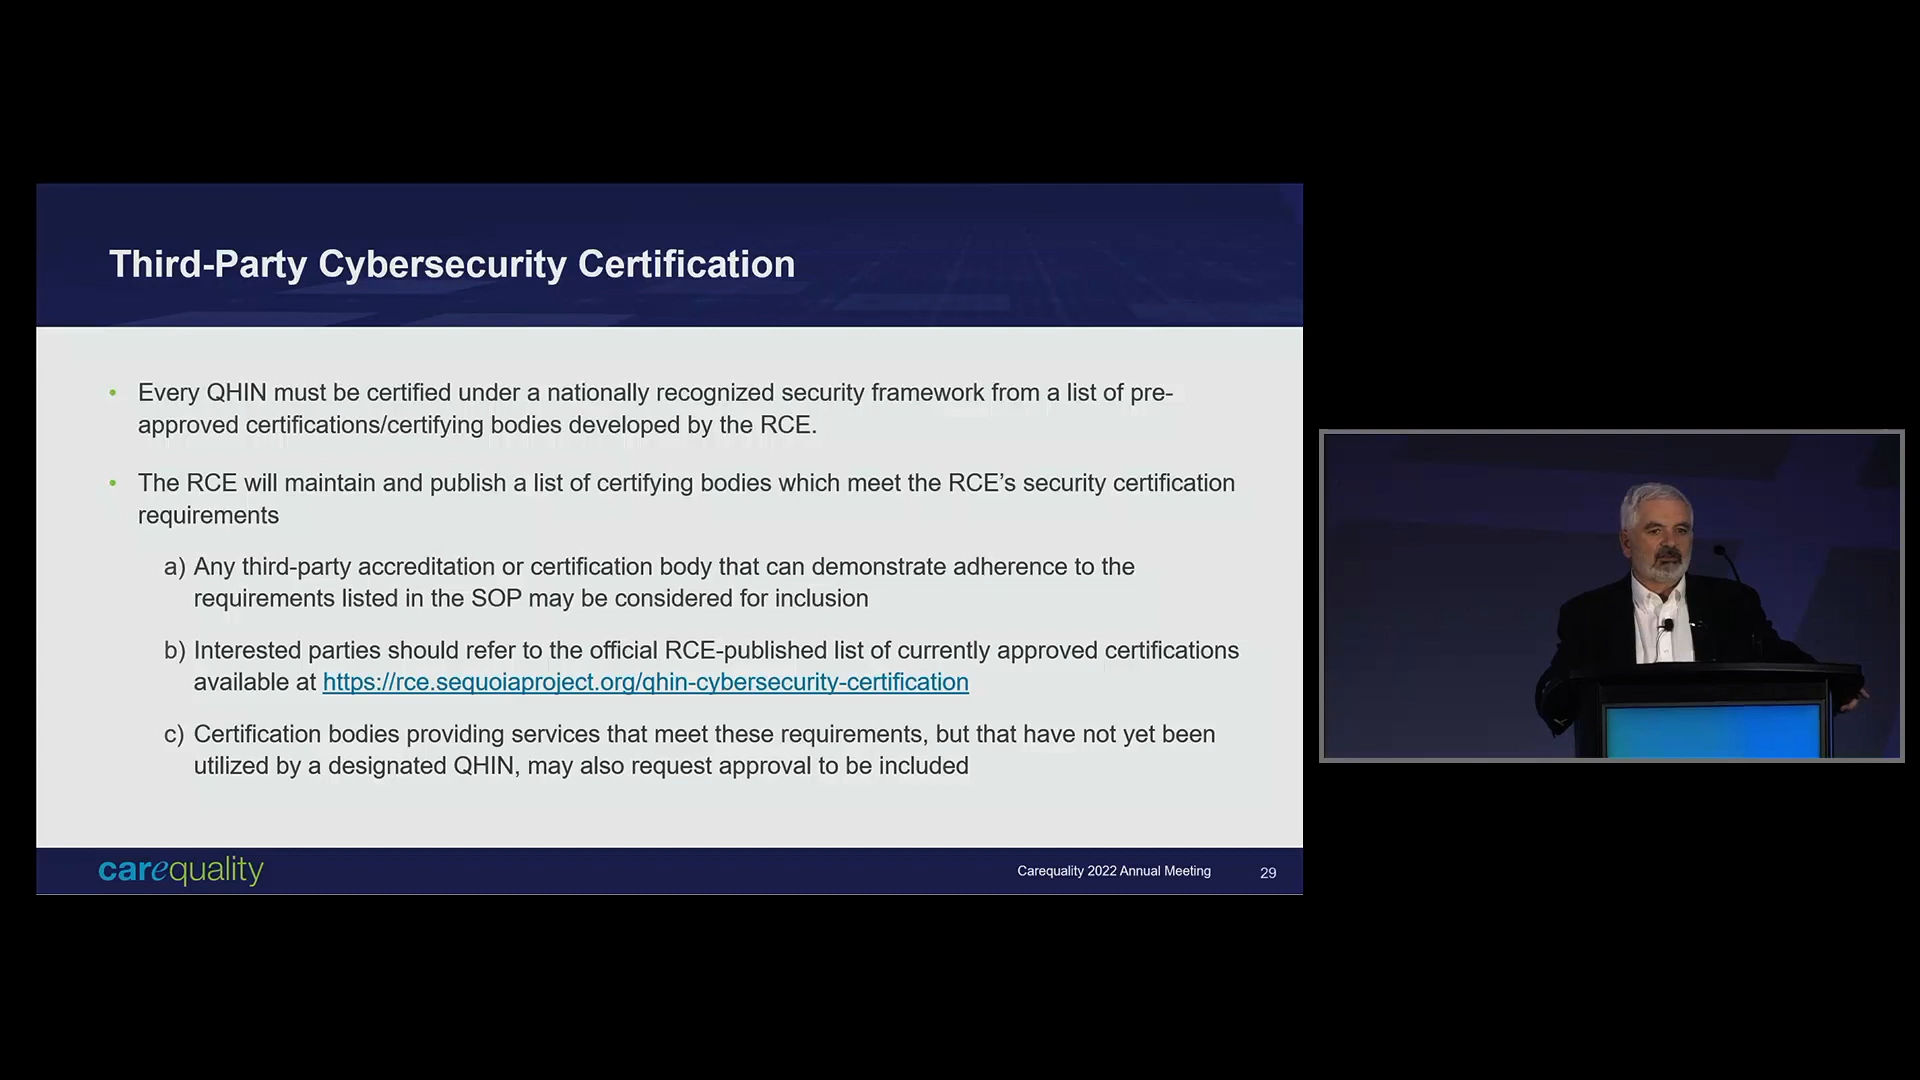 Third-Party Cybersecurity Certification
• Every QHIN must be certified under a nationally recognized security framework from a list of pre-
approved certifications/certifying bodies developed by the RCE.
• The RCE will maintain and publish a list of certifying bodies which meet the RCE’s security certification
requirements
a) Any third-party accreditation or certification body that can demonstrate adherence to the
requirements listed in the SOP may be considered for inclusion
b) Interested parties should refer to the official RCE-published list of currently approved certifications
available at https://rce.sequoiaproject.org/qhin-cybersecurity-certification
c) Certification bodies providing services that meet these requirements, but that have not yet been
utilized by a designated QHIN, may also request approval to be included
carequality
Carequality 2022 Annual Meeting
29